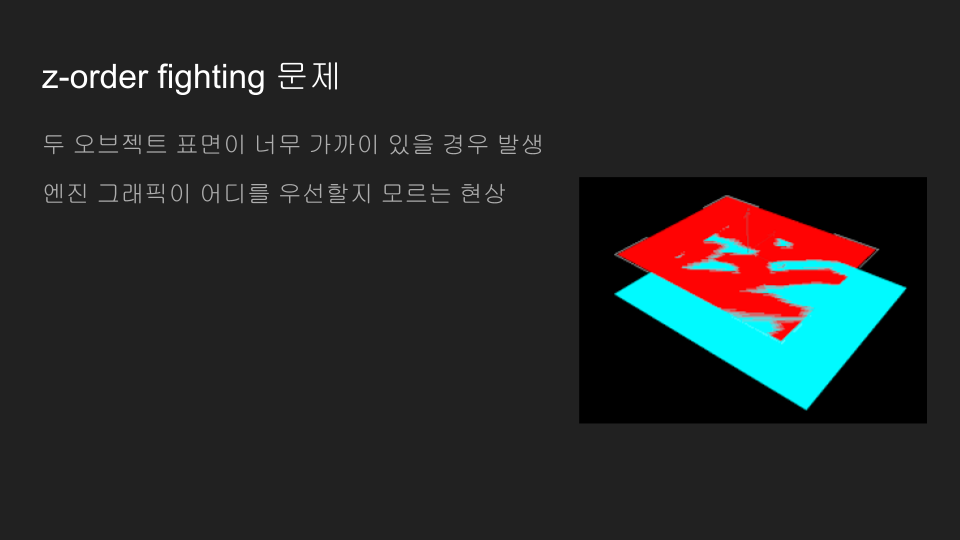 z-order fighting 문제
두 오브젝트 표면이 너무 가까이 있을 경우 발생
엔진 그래픽이 어디를 우선할지 모르는 현상